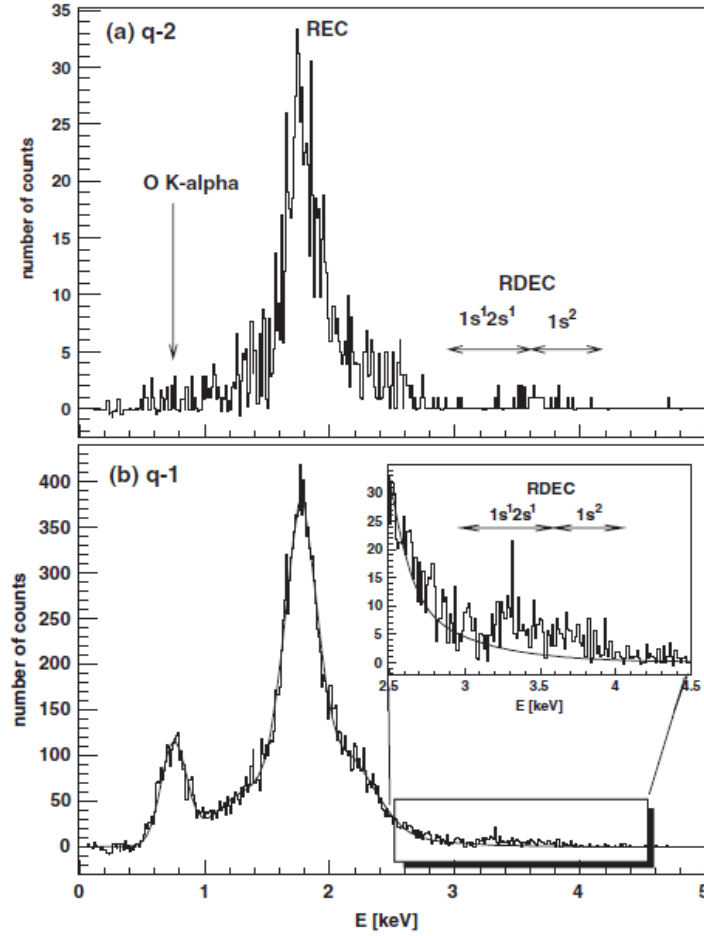 (a) q-2
REC
O K-alpha
RDEC
1s¹2s¹
1s²
number of counts
35
30
25
20
15
10
5
0
(b) q-1
number of counts
400
350
300
250
200
150
100
50
0
RDEC
1s¹2s¹
1s²
30
25
20
15
10
5
0
2.5 3 3.5 4 4.5
E [keV]
0 1 2 3 4 5
E [keV]